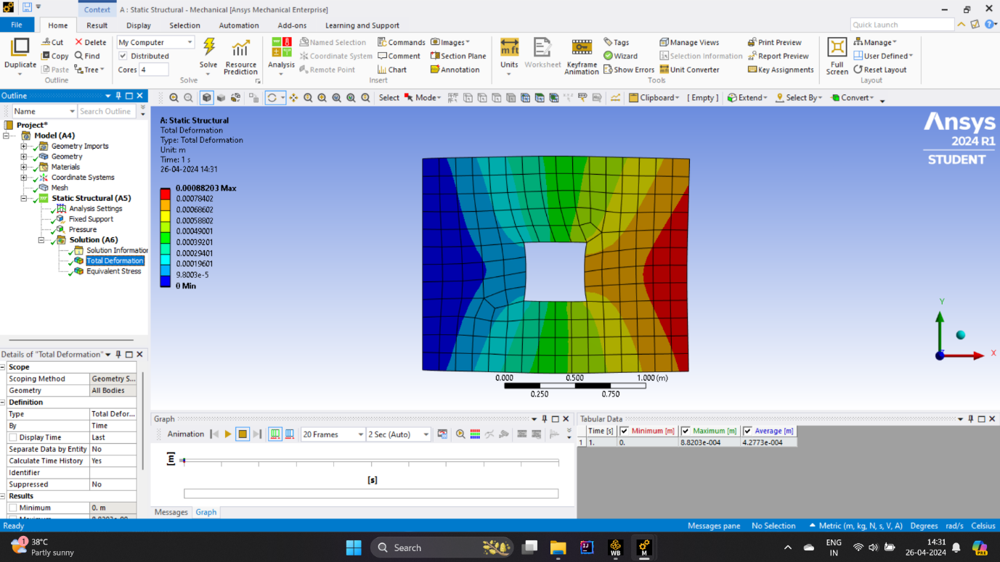 Context
A : Static Structural - Mechanical [Ansys Mechanical Enterprise]
File
Home
Result
Display
Selection
Automation
Add-ons
Learning and Support
Quick Launch
Duplicate
Cut
Copy
Paste
Delete
Find
Tree
Outline
My Computer
Distributed
Cores 4
Solve
Resource Prediction
Solve
Analysis
Named Selection
Coordinate System
Remote Point
Commands
Comment
Chart
Images
Section Plane
Annotation
Insert
mft
Units
Worksheet
Keyframe Animation
Tags
Wizard
Show Errors
Manage Views
Selection Information
Unit Converter
Print Preview
Report Preview
Key Assignments
Tools
Full Screen
Manage
User Defined
Reset Layout
Layout
Outline
Name
Search Outline
Select
Mode
Clipboard
[ Empty ]
Extend
Select By
Convert
Project*
Model (A4)
Geometry Imports
Geometry
Materials
Coordinate Systems
Mesh
Static Structural (A5)
Analysis Settings
Fixed Support
Pressure
Solution (A6)
Solution Informatior
Total Deformation
Equivalent Stress
A: Static Structural
Total Deformation
Type: Total Deformation
Unit: m
Time: 1 s
26-04-2024 14:31
0.00088203 Max
0.00078402
0.00068602
0.00058802
0.00049001
0.00039201
0.00029401
0.00019601
9.8003e-5
0 Min
Ansys
2024 R1
STUDENT
0.000
0.500
1.000 (m)
0.250
0.750
Y
X
Details of "Total Deformation"
Scope
Scoping Method Geometry S...
Geometry All Bodies
Definition
Type Total Defor...
By Time
Display Time Last
Separate Data by Entity No
Calculate Time History Yes
Identifier
Suppressed No
Results
Minimum 0. m
Graph
Animation
20 Frames
2 Sec (Auto)
[m]
[s]
Messages
Graph
Tabular Data
Time [s] Minimum [m] Maximum [m] Average [m]
1 1. 0. 8.8203e-004 4.2773e-004
Ready
Messages pane
No Selection
Metric (m, kg, N, s, V, A)
Degrees
rad/s
Celsius
1
38°C
Partly sunny
Search
WB
M
PRE
ENG
IN
14:31
26-04-2024